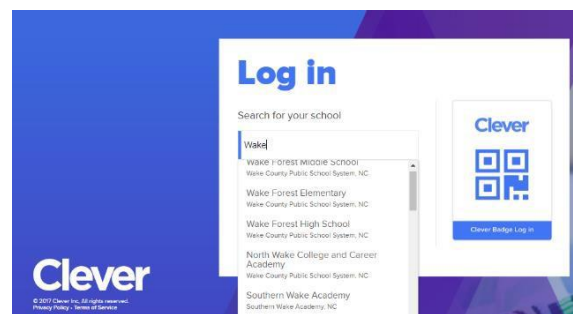 Log in
Search for your school
Wake
Wake Forest Middle School
Wake County Public School System, NC
Wake Forest Elementary
Wake County Public School System, NC
Wake Forest High School
Wake County Public School System, NC
North Wake College and Career
Academy
Wake County Public School System, NC
Southern Wake Academy
Southern Wake Academy, NC
Clever
Clever Badge Log in
Clever
© 2017 Clever Inc. All rights reserved.
Privacy Policy - Terms of Service